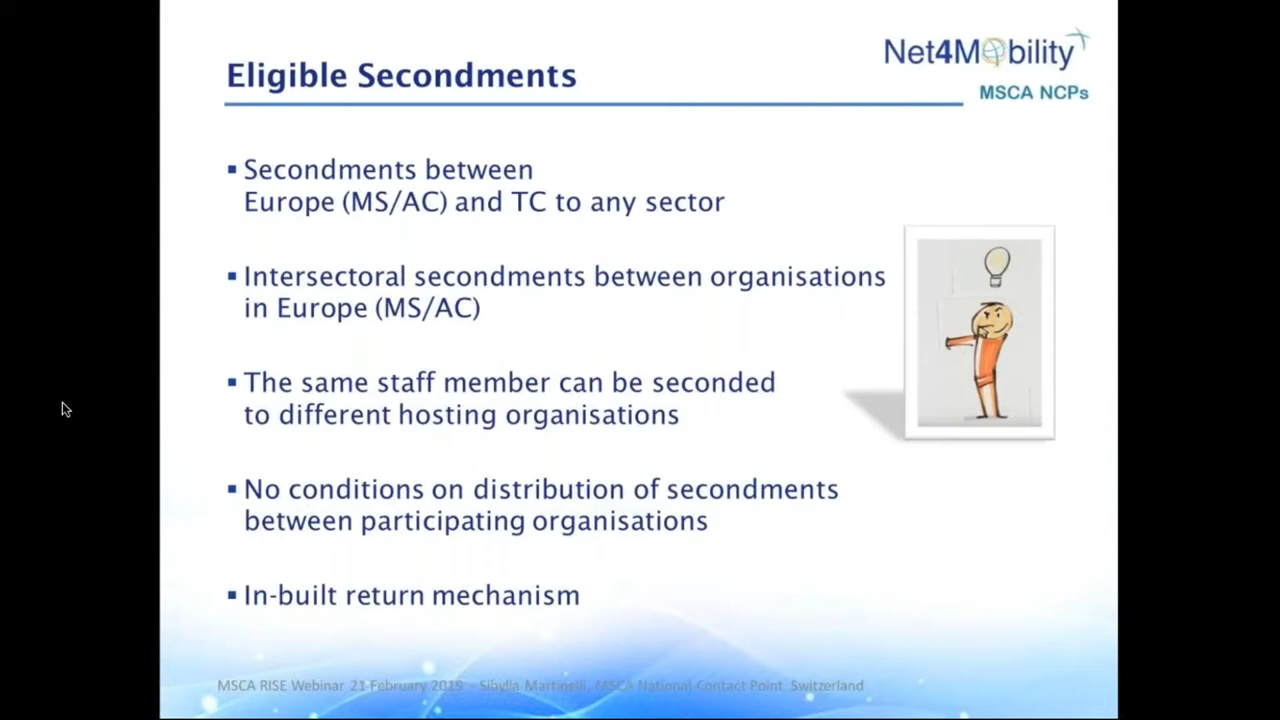 Net4Mobility
MSCA NCPs
Eligible Secondments
▪ Secondments between
Europe (MS/AC) and TC to any sector
▪ Intersectoral secondments between organisations
in Europe (MS/AC)
▪ The same staff member can be seconded
to different hosting organisations
▪ No conditions on distribution of secondments
between participating organisations
▪ In-built return mechanism
MSCA RISE Webinar 21 February 2019 - Sibylla Martinelli, MSCA National Contact Point Switzerland